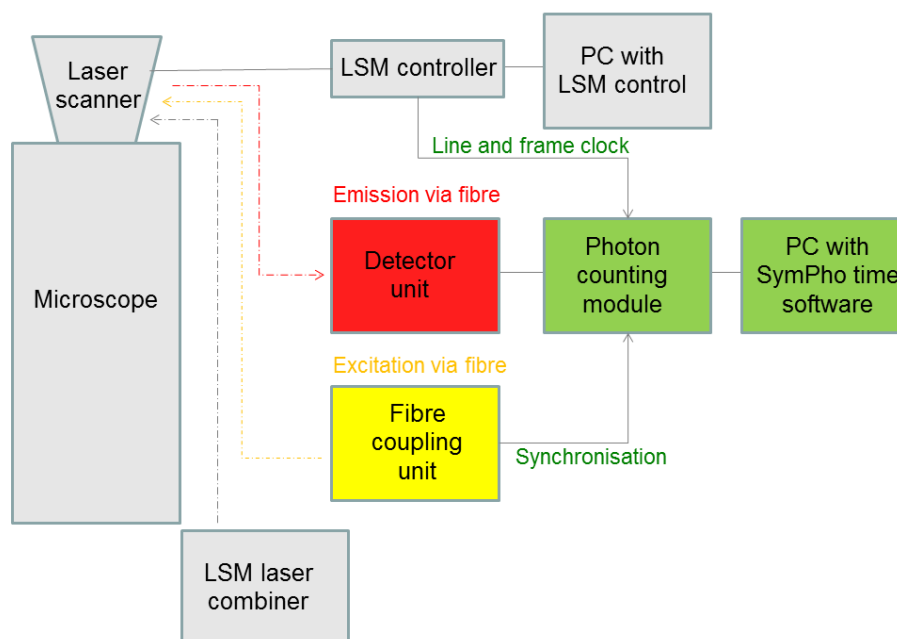 Laser
scanner
LSM controller
PC with
LSM control
Line and frame clock
Emission via fibre
Microscope
Detector
unit
Photon
counting
module
PC with
SymPho time
software
Excitation via fibre
Fibre
coupling
unit
Synchronisation
LSM laser
combiner